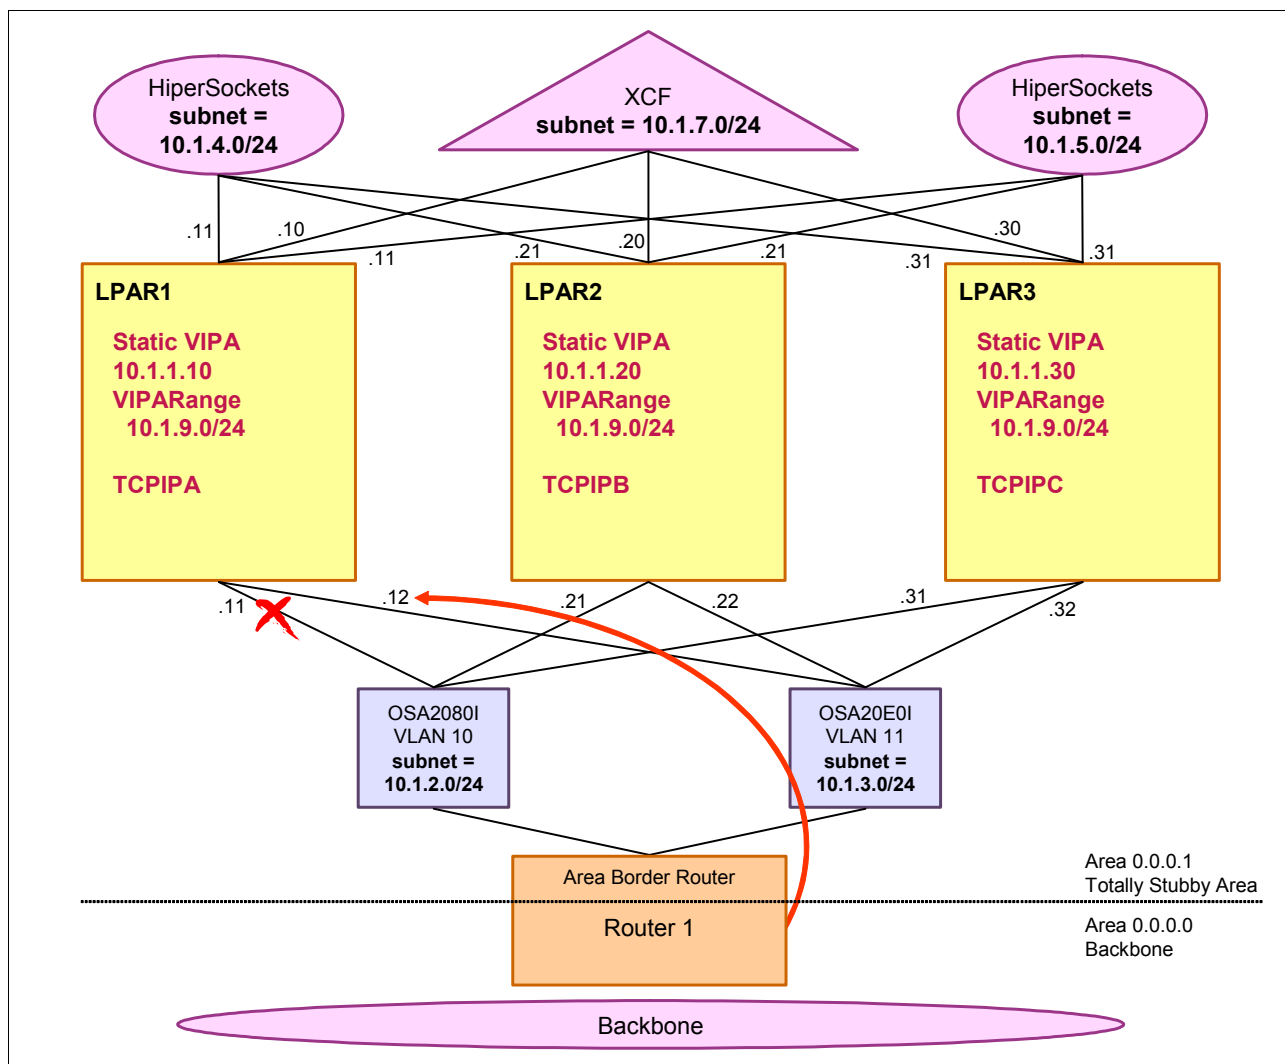 HiperSockets
subnet =
10.1.4.0/24
XCF
subnet = 10.1.7.0/24
HiperSockets
subnet =
10.1.5.0/24
.11
.10
.11
.21
.20
.21
.31
.30
.31
LPAR1
Static VIPA
10.1.1.10
VIPARange
10.1.9.0/24
TCPIPA
LPAR2
Static VIPA
10.1.1.20
VIPARange
10.1.9.0/24
TCPIPB
LPAR3
Static VIPA
10.1.1.30
VIPARange
10.1.9.0/24
TCPIPC
.11
.12
.21
.22
.31
.32
OSA2080I
VLAN 10
subnet =
10.1.2.0/24
OSA20E0I
VLAN 11
subnet =
10.1.3.0/24
Area Border Router
Router 1
Area 0.0.0.1
Totally Stubby Area
Area 0.0.0.0
Backbone
Backbone